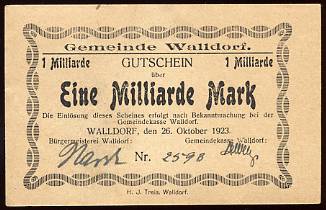 Gemeinde Walldorf.
1 Milliarde GUTSCHEIN 1 Milliarde
über
Eine Milliarde Mark
Die Einlösung dieses Scheines erfolgt nach Bekanntmachung bei der
Gemeindekasse Walldorf.
WALLDORF, den 26. Oktober 1923.
Bürgermeisterei Walldorf: Gemeindekasse Walldorf:
Nr. 2598
H. J. Treis, Walldorf.